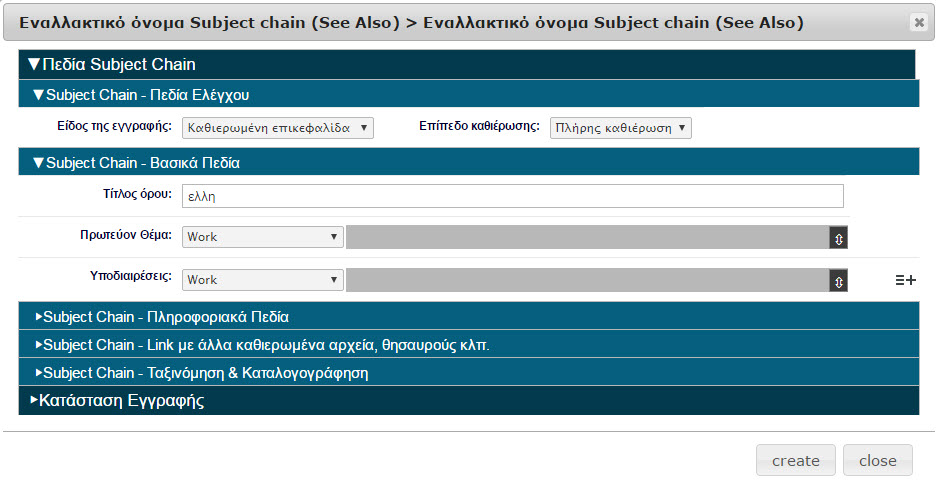 Εναλλακτικό όνομα Subject chain (See Also) > Εναλλακτικό όνομα Subject chain (See Also)
▼Πεδία Subject Chain
▼Subject Chain - Πεδία Ελέγχου
Είδος της εγγραφής: Καθιερωμένη επικεφαλίδα Επίπεδο καθιέρωσης: Πλήρης καθιέρωση
▼Subject Chain - Βασικά Πεδία
Τίτλος όρου: ελλη
Πρωτεύον Θέμα: Work
Υποδιαιρέσεις: Work
▸Subject Chain - Πληροφοριακά Πεδία
▸Subject Chain - Link με άλλα καθιερωμένα αρχεία, θησαυρούς κλπ.
▸Subject Chain - Ταξινόμηση & Καταλογογράφηση
▸Κατάσταση Εγγραφής
create close